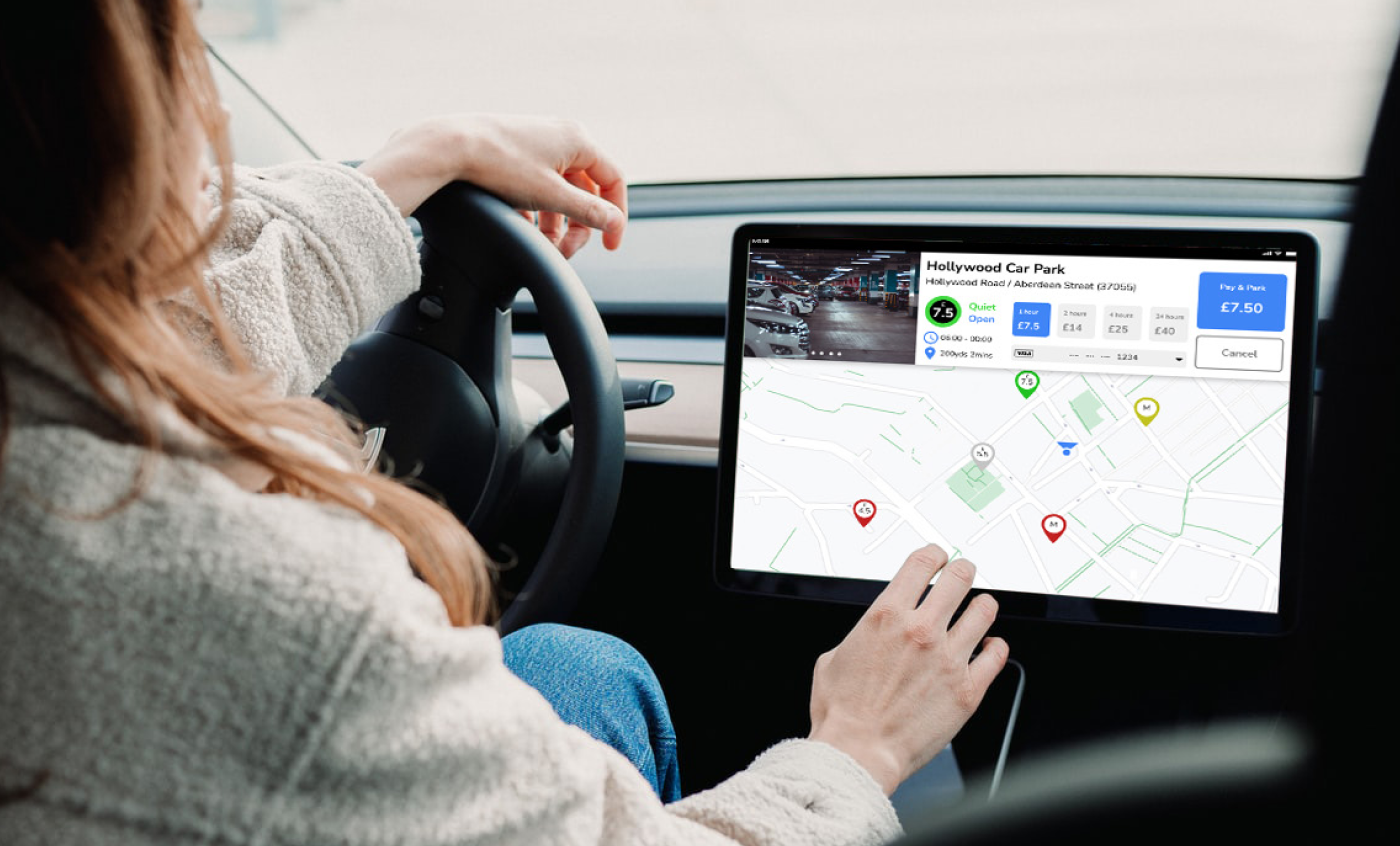 Hollywood Car Park
Hollywood Road / Aberdeen Street (37055)
£
7.5
Quiet
Open
06:00 - 00:00
200yds 2mins
1 hour
£7.5
2 hours
£14
4 hours
£25
24 hours
£40
VISA
1234
Pay & Park
£7.50
Cancel
7.5
M
4.5
M